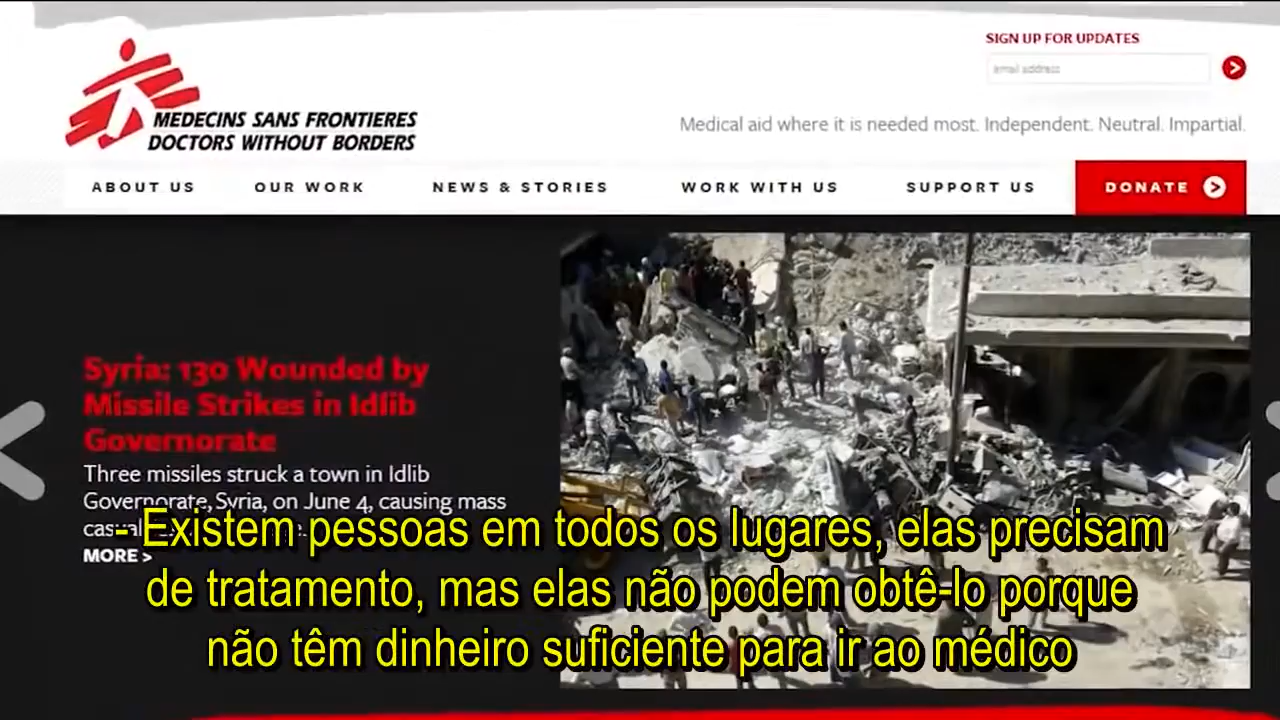 SIGN UP FOR UPDATES
email address
MEDECINS SANS FRONTIERES
DOCTORS WITHOUT BORDERS
Medical aid where it is needed most. Independent. Neutral. Impartial.
ABOUT US OUR WORK NEWS & STORIES WORK WITH US SUPPORT US DONATE
Syria: 130 Wounded by
Missile Strikes in Idlib
Governorate
Three missiles struck a town in Idlib
Governorate, Syria, on June 4, causing mass
MORE >
- Existem pessoas em todos os lugares, elas precisam
de tratamento, mas elas não podem obtê-lo porque
não têm dinheiro suficiente para ir ao médico